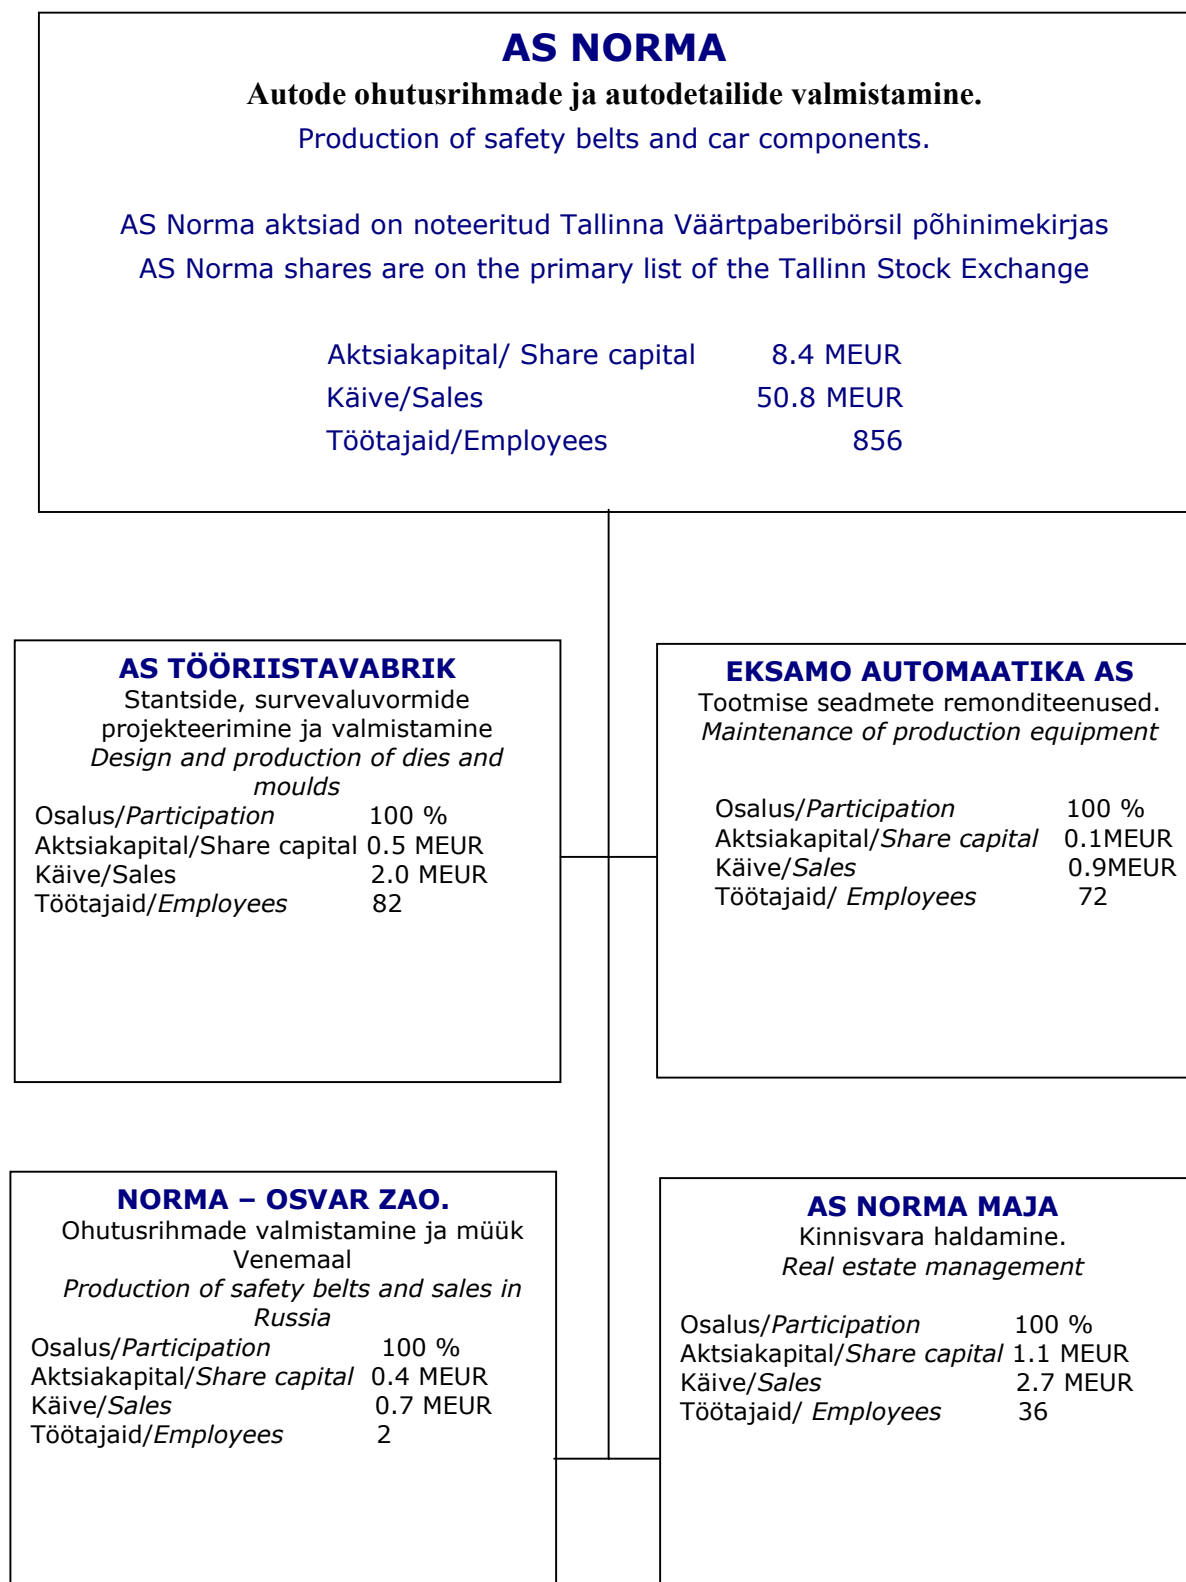 AS NORMA
Autode ohutusrihmade ja autodetailide valmistamine.
Production of safety belts and car components.
AS Norma aktsiad on noteeritud Tallinna Väärtpaberibörsil põhinimekirjas
AS Norma shares are on the primary list of the Tallinn Stock Exchange
Aktsiakapital/ Share capital 8.4 MEUR
Käive/Sales 50.8 MEUR
Töötajaid/Employees 856
AS TÖÖRIISTAVABRIK
Stantside, survevaluvormide
projekteerimine ja valmistamine
Design and production of dies and
moulds
Osalus/Participation 100 %
Aktsiakapital/Share capital 0.5 MEUR
Käive/Sales 2.0 MEUR
Töötajaid/Employees 82
EKSAMO AUTOMAATIKA AS
Tootmise seadmete remonditeenused.
Maintenance of production equipment
Osalus/Participation 100 %
Aktsiakapital/Share capital 0.1MEUR
Käive/Sales 0.9MEUR
Töötajaid/ Employees 72
NORMA – OSVAR ZAO.
Ohutusrihmade valmistamine ja müük
Venemaal
Production of safety belts and sales in
Russia
Osalus/Participation 100 %
Aktsiakapital/Share capital 0.4 MEUR
Käive/Sales 0.7 MEUR
Töötajaid/Employees 2
AS NORMA MAJA
Kinnisvara haldamine.
Real estate management
Osalus/Participation 100 %
Aktsiakapital/Share capital 1.1 MEUR
Käive/Sales 2.7 MEUR
Töötajaid/ Employees 36